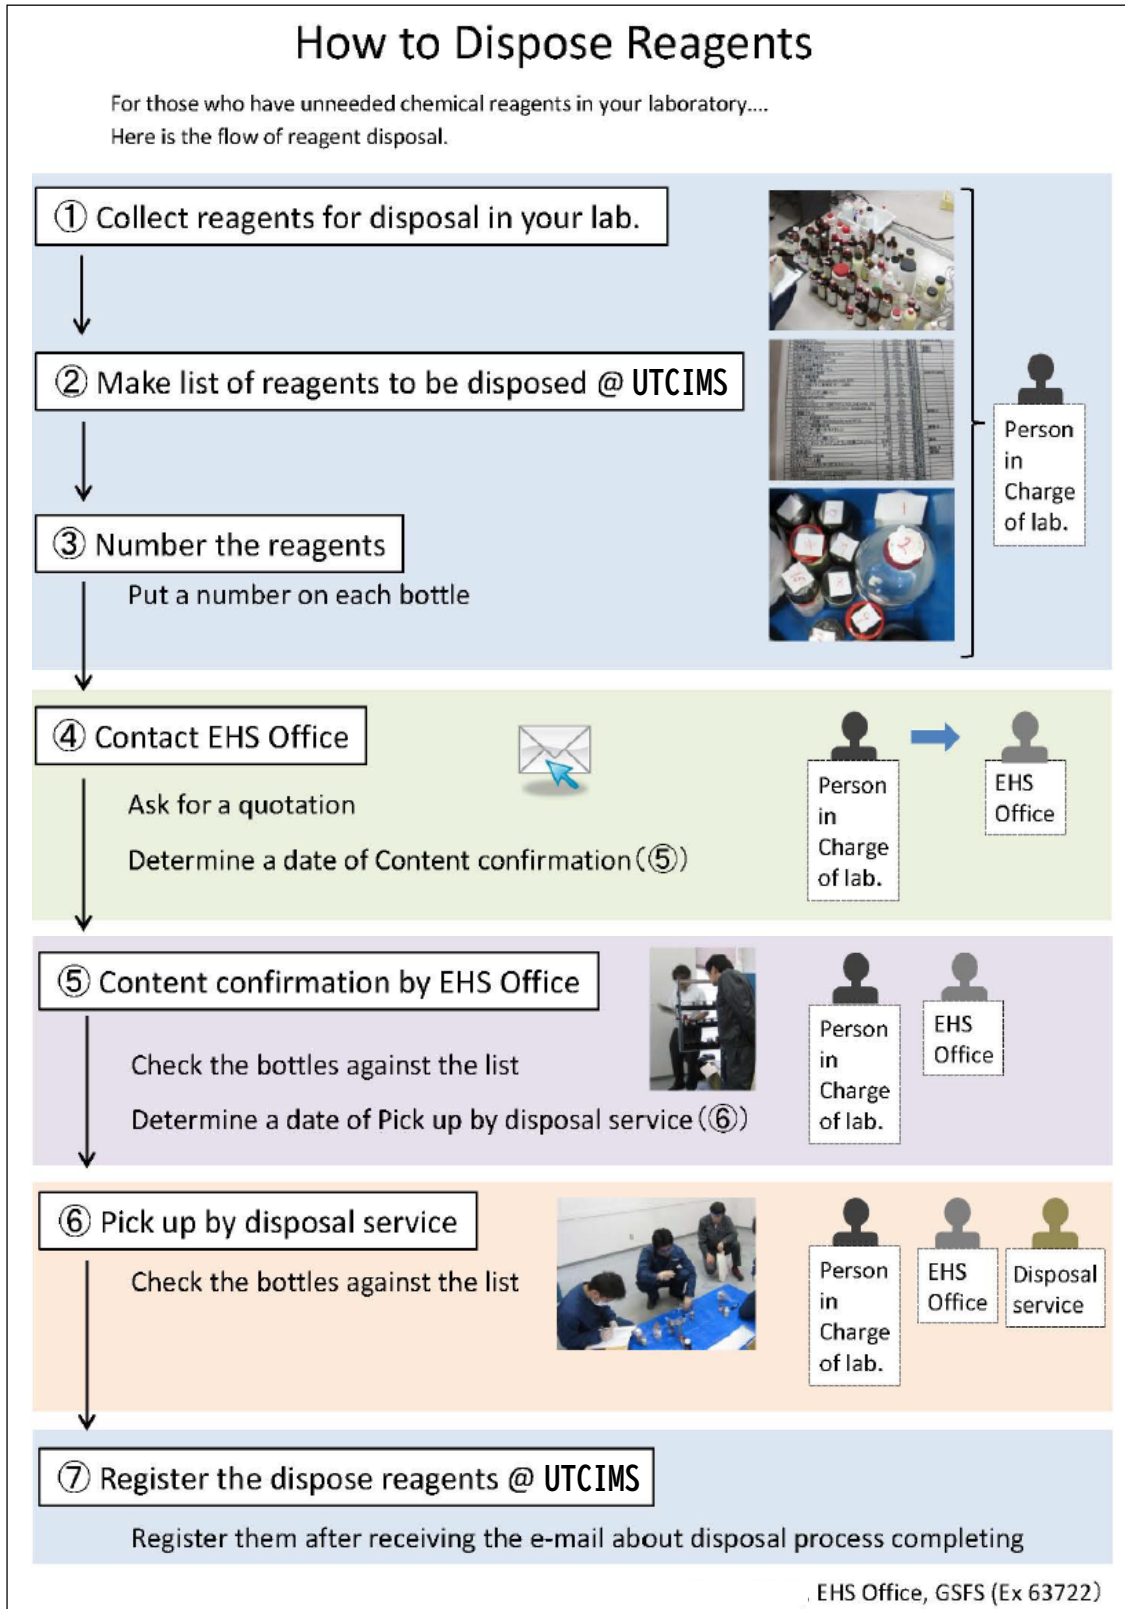 How to Dispose Reagents
For those who have unneeded chemical reagents in your laboratory....
Here is the flow of reagent disposal.
① Collect reagents for disposal in your lab.
② Make list of reagents to be disposed @ UTCIMS
③ Number the reagents
Put a number on each bottle
Person
in
Charge
of lab.
④ Contact EHS Office
Ask for a quotation
Determine a date of Content confirmation(⑤)
Person
in
Charge
of lab.
EHS
Office
⑤ Content confirmation by EHS Office
Check the bottles against the list
Determine a date of Pick up by disposal service(⑥)
Person
in
Charge
of lab.
EHS
Office
⑥ Pick up by disposal service
Check the bottles against the list
Person
in
Charge
of lab.
EHS
Office
Disposal
service
⑦ Register the dispose reagents @ UTCIMS
Register them after receiving the e-mail about disposal process completing
, EHS Office, GSFS (Ex 63722)